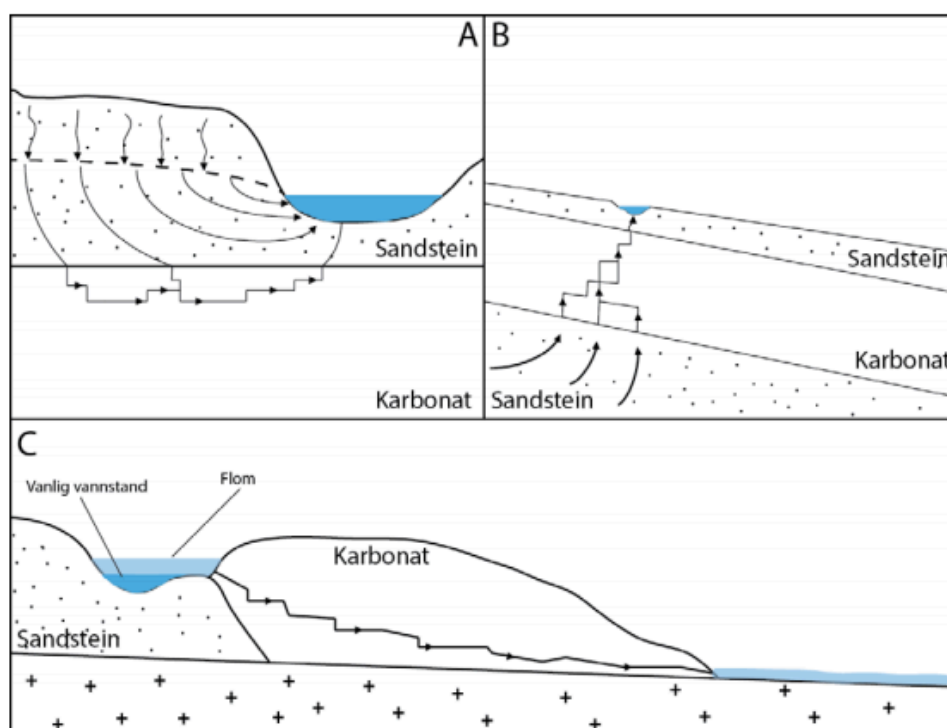 A
Sandstein
Karbonat
B
Sandstein
Karbonat
Sandstein
C
Vanlig vannstand
Flom
Karbonat
Sandstein